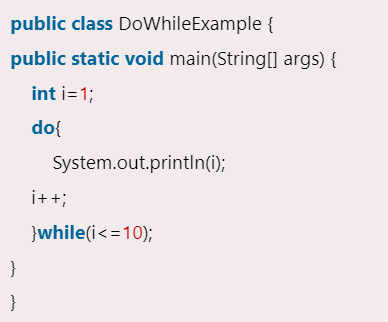 public class DoWhileExample {
public static void main(String[] args) {
int i=1;
do{
System.out.println(i);
i++;
}while(i<=10);
}
}